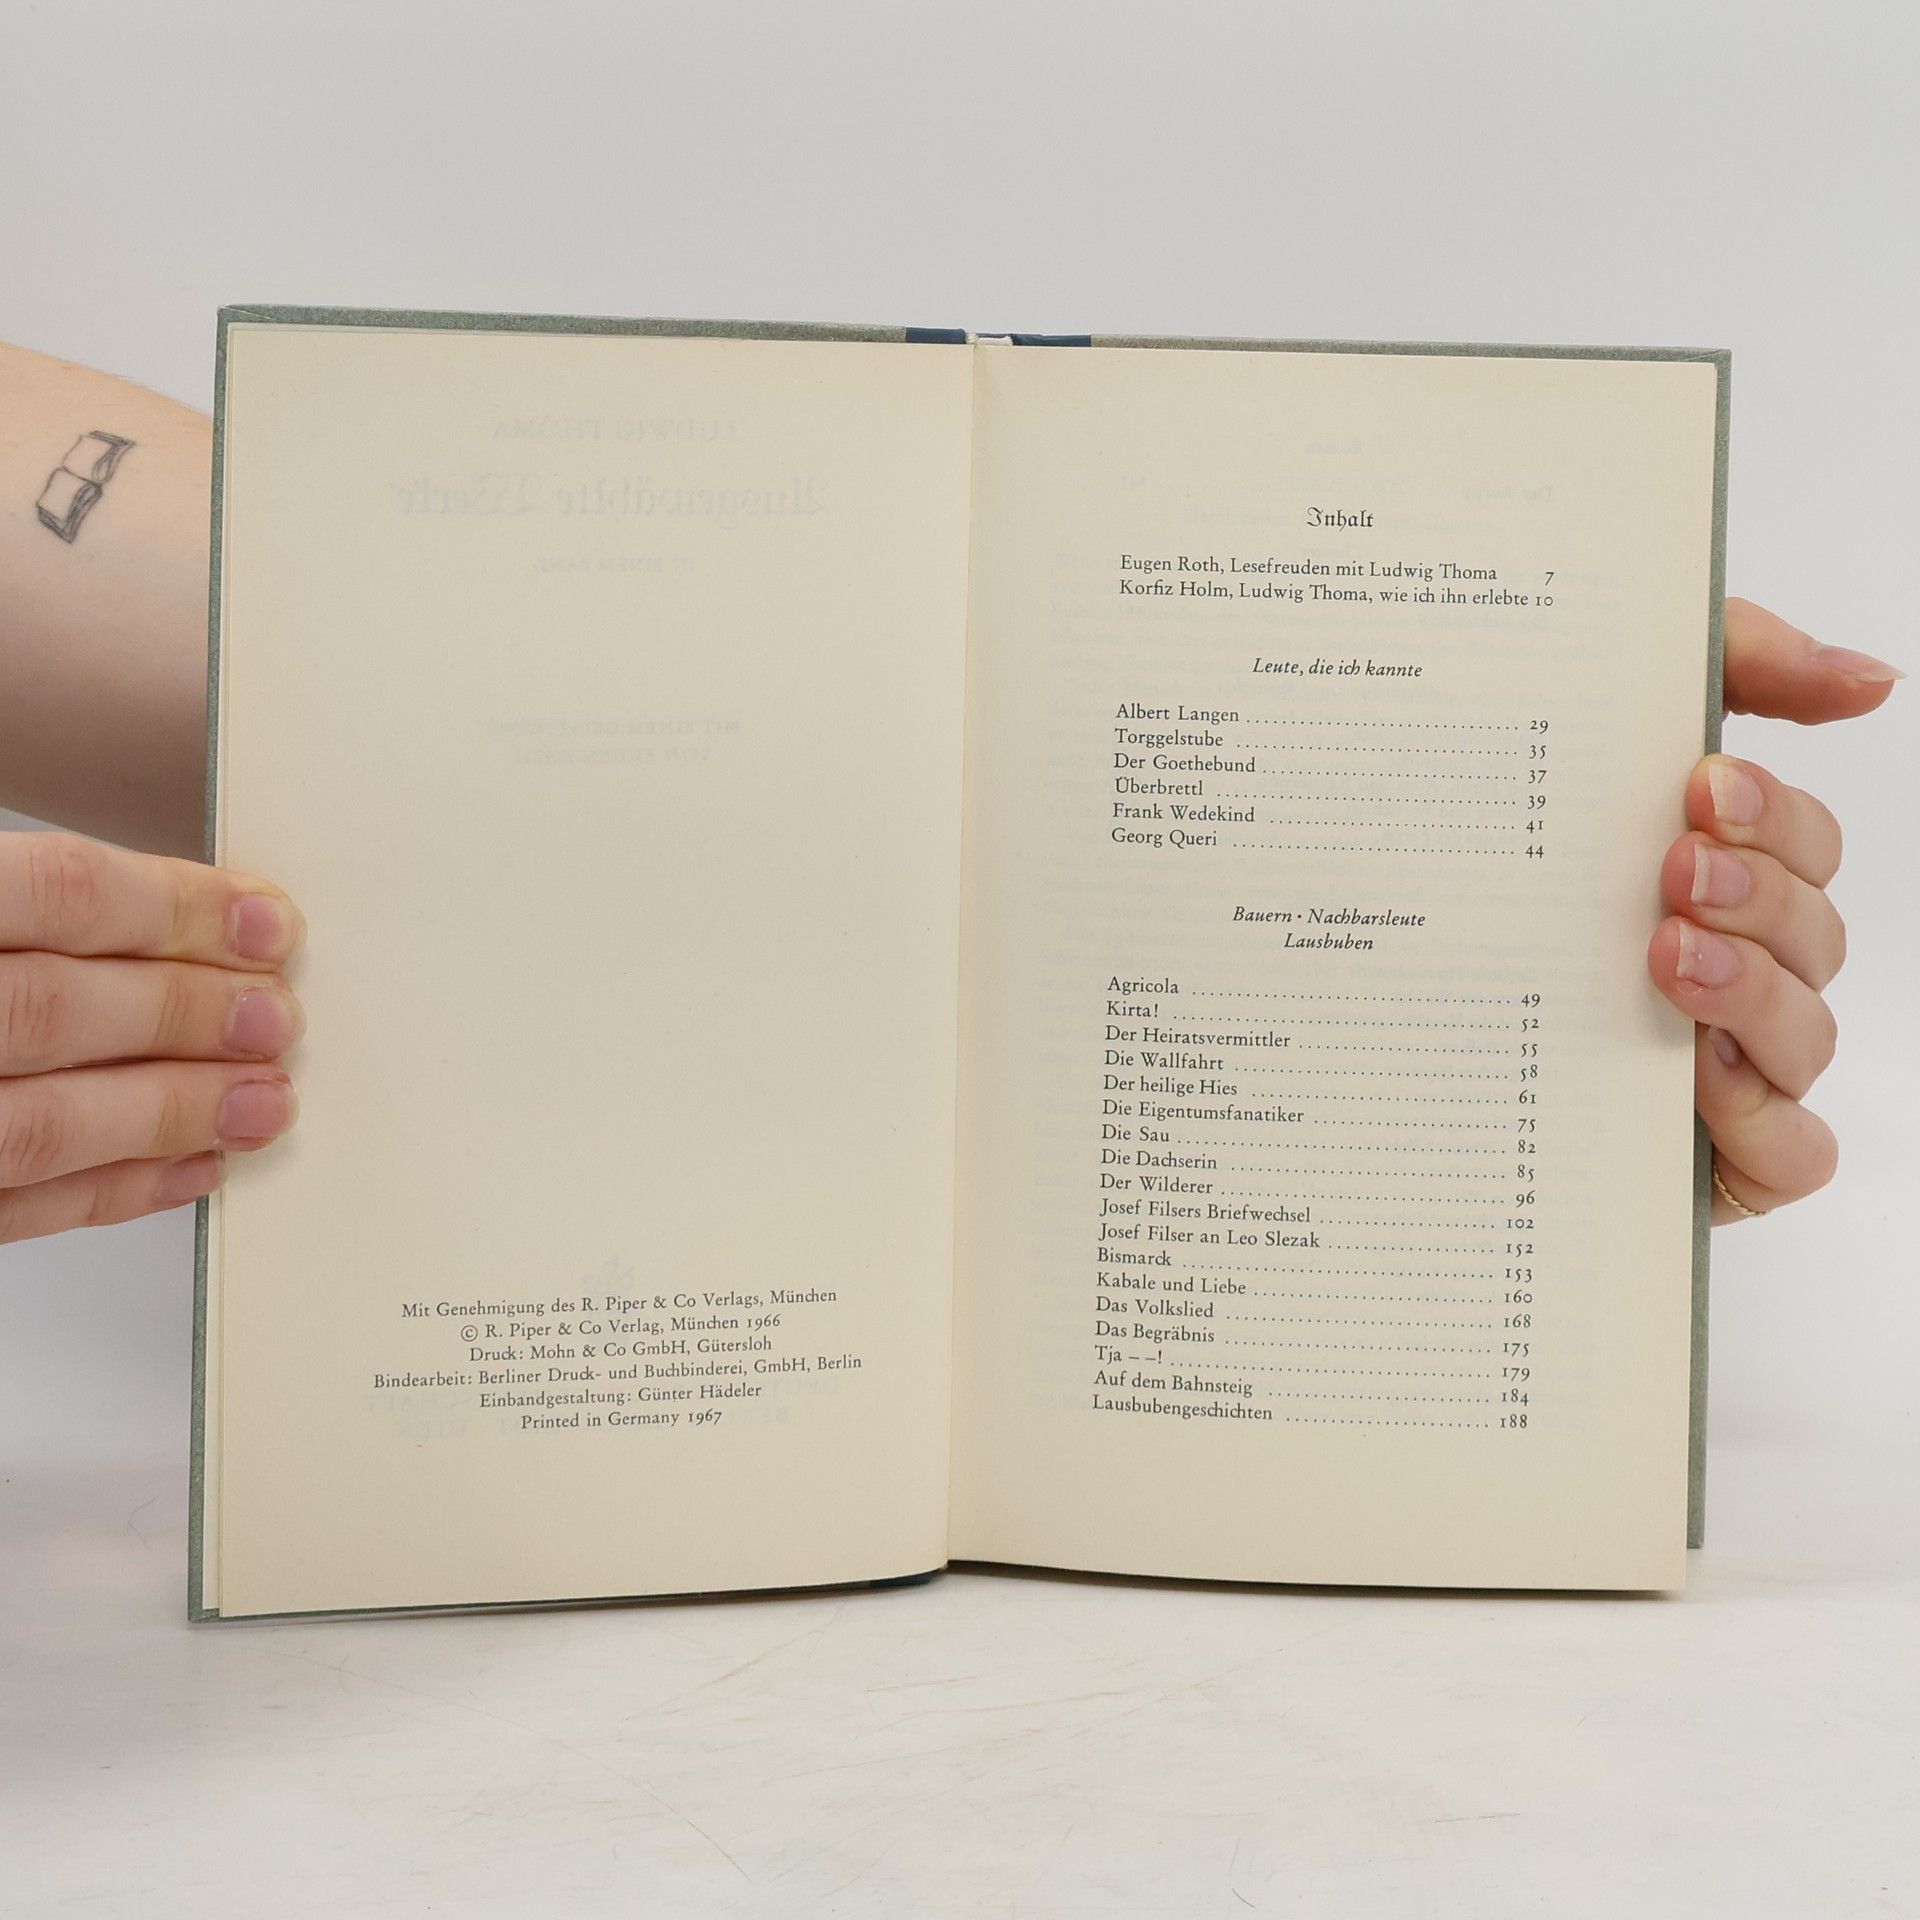 Mit Genehmigung des R. Piper & Co Verlags, München
© R. Piper & Co Verlag, München 1966
Druck: Mohn & Co GmbH, Gütersloh
Bindearbeit: Berliner Druck- und Buchbinderei, GmbH, Berlin
Einbandgestaltung: Günter Hädeler
Printed in Germany 1967
Inhalt
Eugen Roth, Lesefreuden mit Ludwig Thoma 7
Korfiz Holm, Ludwig Thoma, wie ich ihn erlebte 10
Leute, die ich kannte
Albert Langen 29
Torggelstube 35
Der Goethebund 37
Überbrettl 39
Frank Wedekind 41
Georg Queri 44
Bauern · Nachbarsleute
Lausbuben
Agricola 49
Kirta! 52
Der Heiratsvermittler 55
Die Wallfahrt 58
Der heilige Hies 61
Die Eigentumsfanatiker 75
Die Sau 82
Die Dachserin 85
Der Wilderer 96
Josef Filsers Briefwechsel 102
Josef Filser an Leo Slezak 152
Bismarck 153
Kabale und Liebe 160
Das Volkslied 168
Das Begräbnis 175
Tja – –! 179
Auf dem Bahnsteig 184
Lausbubengeschichten 188